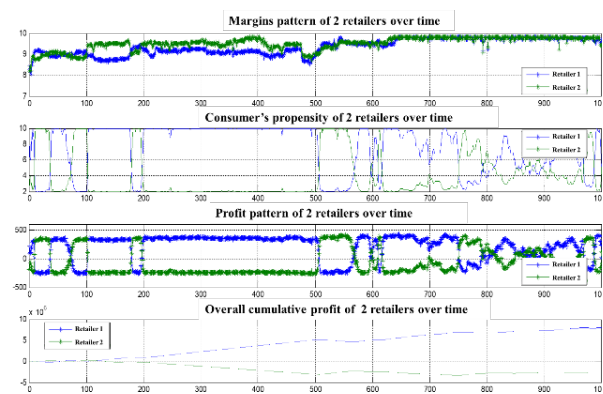 Margins pattern of 2 retailers over time
10
9
8
7
Retailer 1
Retailer 2
0 100 200 300 400 500 600 700 800 900 1000
Consumer's propensity of 2 retailers over time
10
8
6
4
2
Retailer 1
Retailer 2
0 100 200 300 400 500 600 700 800 900
Profit pattern of 2 retailers over time
500
0
-500
Retailer 1
Retailer 2
0 100 200 300 400 500 600 700 800 900
Overall cumulative profit of 2 retailers over time
10
5
0
-5
Retailer 1
Retailer 2
0 100 200 300 400 500 600 700 800 900